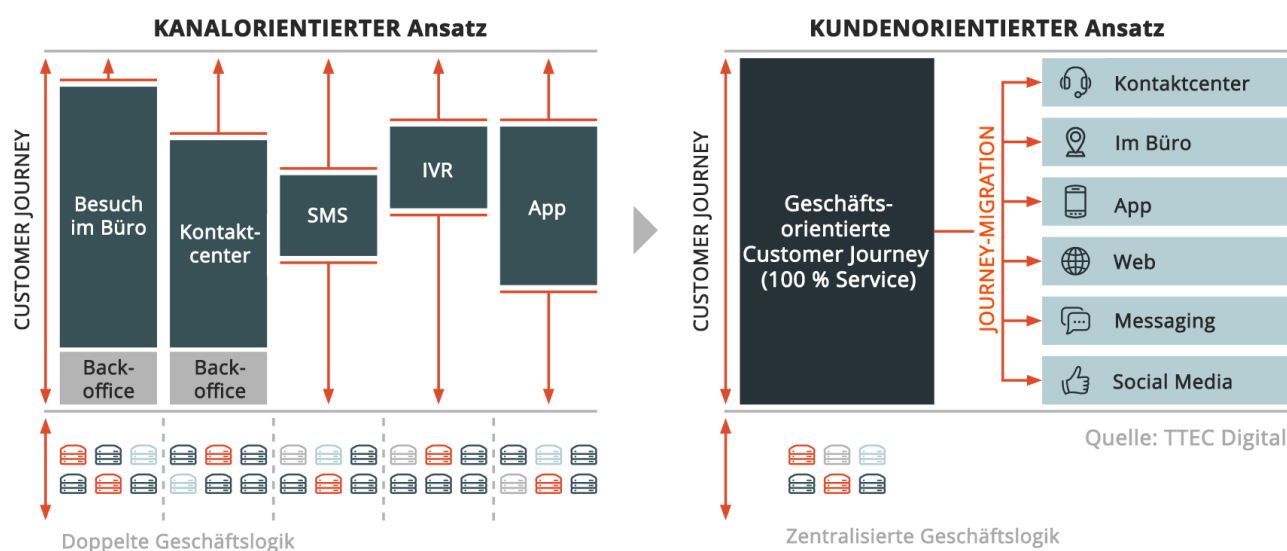 KANALORIENTIERTER Ansatz
CUSTOMER JOURNEY
Besuch
im Büro
Back-
office
Kontakt-
center
Back-
office
SMS
IVR
App
Doppelte Geschäftslogik
KUNDENORIENTIERTER Ansatz
CUSTOMER JOURNEY
Geschäfts-
orientierte
Customer Journey
(100 % Service)
JOURNEY-MIGRATION
Kontaktcenter
Im Büro
App
Web
Messaging
Social Media
Quelle: TTEC Digital
Zentralisierte Geschäftslogik